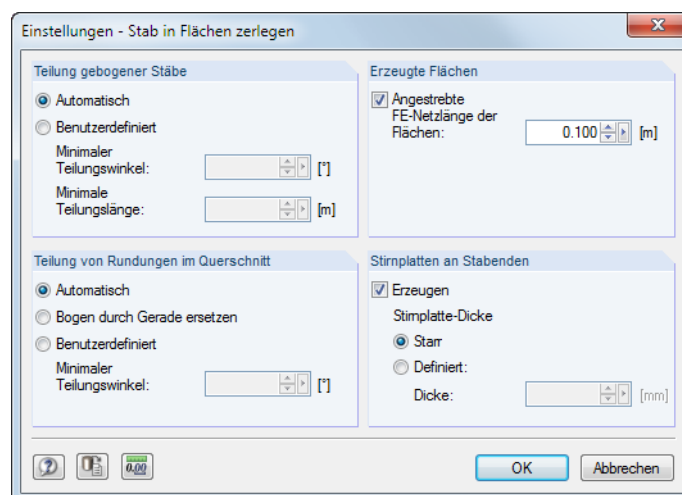 Einstellungen - Stab in Flächen zerlegen
Teilung gebogener Stäbe
Automatisch
Benutzerdefiniert
Minimaler
Teilungswinkel:
[°]
Minimale
Teilungslänge:
[m]
Erzeugte Flächen
Angestrebte
FE-Netzlänge der
Flächen:
0.100
[m]
Teilung von Rundungen im Querschnitt
Automatisch
Bogen durch Gerade ersetzen
Benutzerdefiniert
Minimaler
Teilungswinkel:
[°]
Stirnplatten an Stabenden
Erzeugen
Stirnplatte-Dicke
Starr
Definiert:
Dicke:
[mm]
0.00
OK
Abbrechen